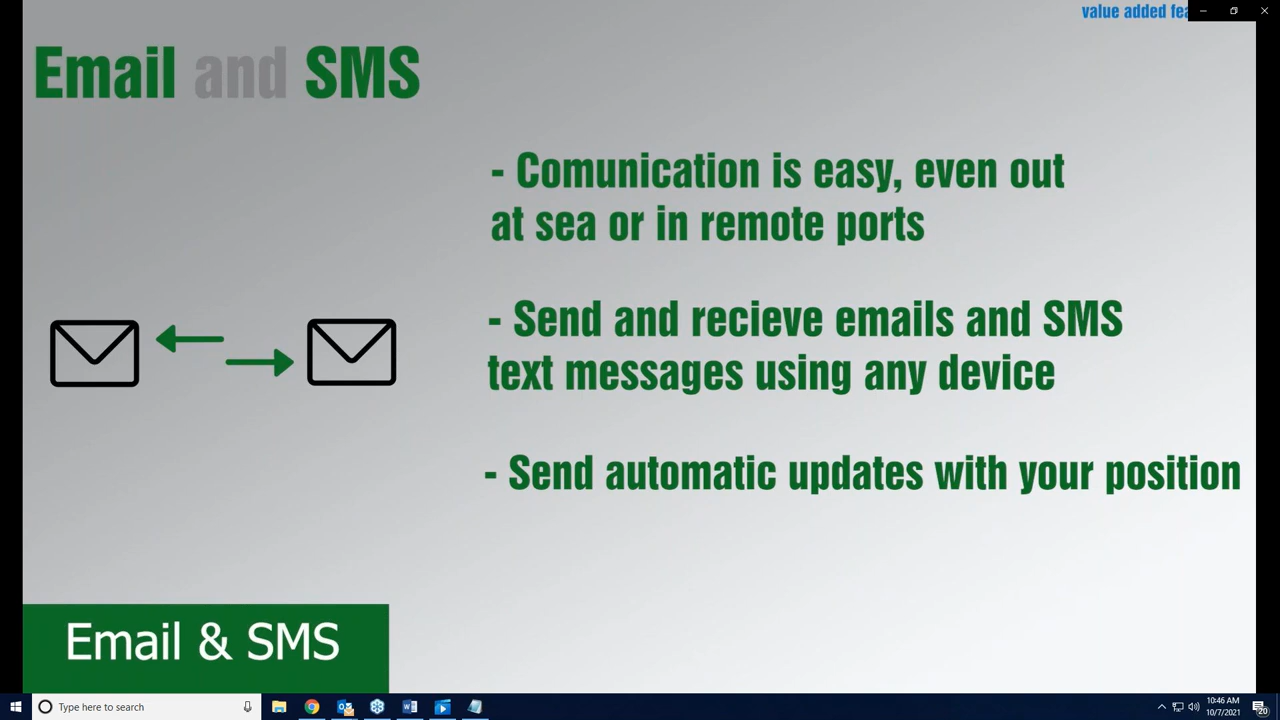 value added fea
Email and SMS
- Comunication is easy, even out
at sea or in remote ports
- Send and recieve emails and SMS
text messages using any device
- Send automatic updates with your position
Email & SMS
Type here to search
10:46 AM
10/7/2021
20